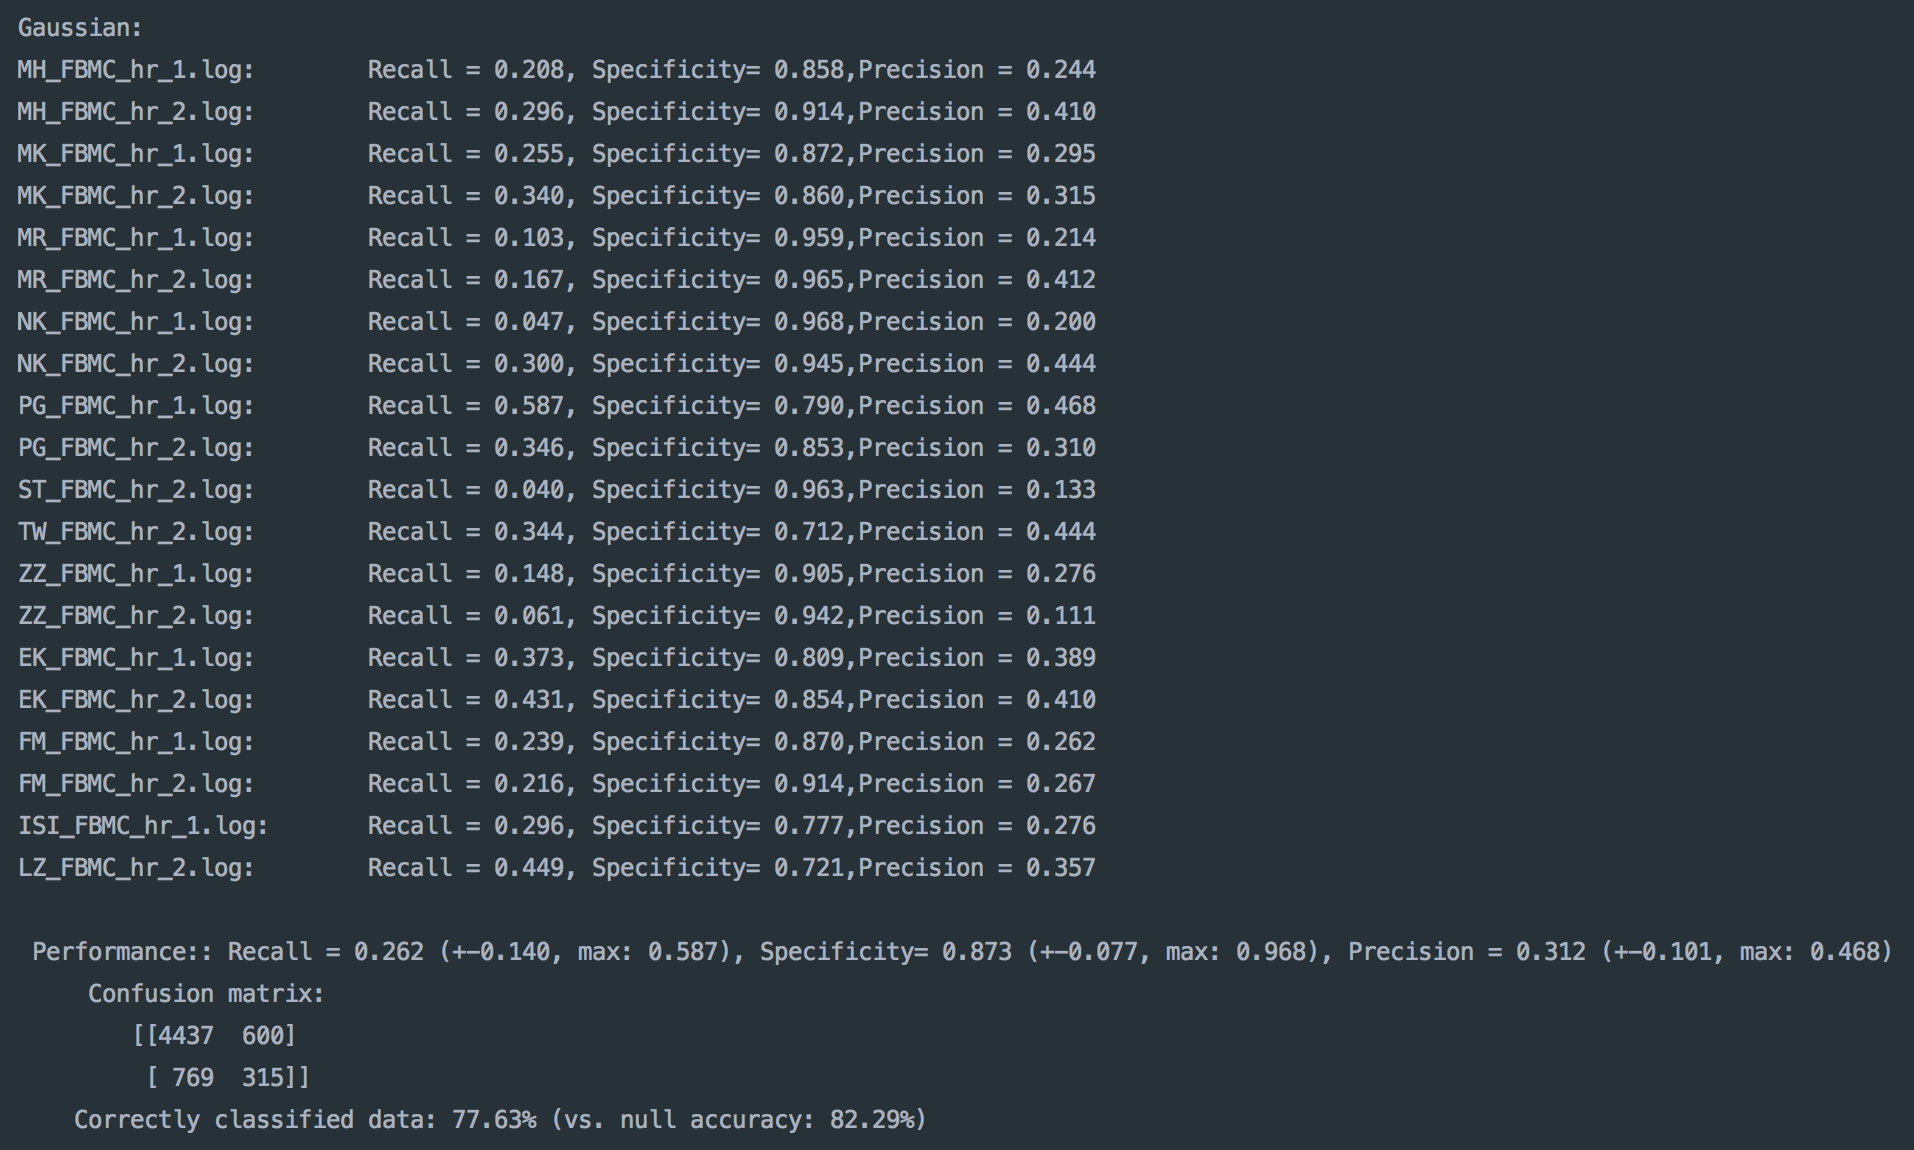 Gaussian:
MH_FBMC_hr_1.log: Recall = 0.208, Specificity= 0.858,Precision = 0.244
MH_FBMC_hr_2.log: Recall = 0.296, Specificity= 0.914,Precision = 0.410
MK_FBMC_hr_1.log: Recall = 0.255, Specificity= 0.872,Precision = 0.295
MK_FBMC_hr_2.log: Recall = 0.340, Specificity= 0.860,Precision = 0.315
MR_FBMC_hr_1.log: Recall = 0.103, Specificity= 0.959,Precision = 0.214
MR_FBMC_hr_2.log: Recall = 0.167, Specificity= 0.965,Precision = 0.412
NK_FBMC_hr_1.log: Recall = 0.047, Specificity= 0.968,Precision = 0.200
NK_FBMC_hr_2.log: Recall = 0.300, Specificity= 0.945,Precision = 0.444
PG_FBMC_hr_1.log: Recall = 0.587, Specificity= 0.790,Precision = 0.468
PG_FBMC_hr_2.log: Recall = 0.346, Specificity= 0.853,Precision = 0.310
ST_FBMC_hr_2.log: Recall = 0.040, Specificity= 0.963,Precision = 0.133
TW_FBMC_hr_2.log: Recall = 0.344, Specificity= 0.712,Precision = 0.444
ZZ_FBMC_hr_1.log: Recall = 0.148, Specificity= 0.905,Precision = 0.276
ZZ_FBMC_hr_2.log: Recall = 0.061, Specificity= 0.942,Precision = 0.111
EK_FBMC_hr_1.log: Recall = 0.373, Specificity= 0.809,Precision = 0.389
EK_FBMC_hr_2.log: Recall = 0.431, Specificity= 0.854,Precision = 0.410
FM_FBMC_hr_1.log: Recall = 0.239, Specificity= 0.870,Precision = 0.262
FM_FBMC_hr_2.log: Recall = 0.216, Specificity= 0.914,Precision = 0.267
ISI_FBMC_hr_1.log: Recall = 0.296, Specificity= 0.777,Precision = 0.276
LZ_FBMC_hr_2.log: Recall = 0.449, Specificity= 0.721,Precision = 0.357
Performance:: Recall = 0.262 (+-0.140, max: 0.587), Specificity= 0.873 (+-0.077, max: 0.968), Precision = 0.312 (+-0.101, max: 0.468)
Confusion matrix:
[[4437 600]
[ 769 315]]
Correctly classified data: 77.63% (vs. null accuracy: 82.29%)